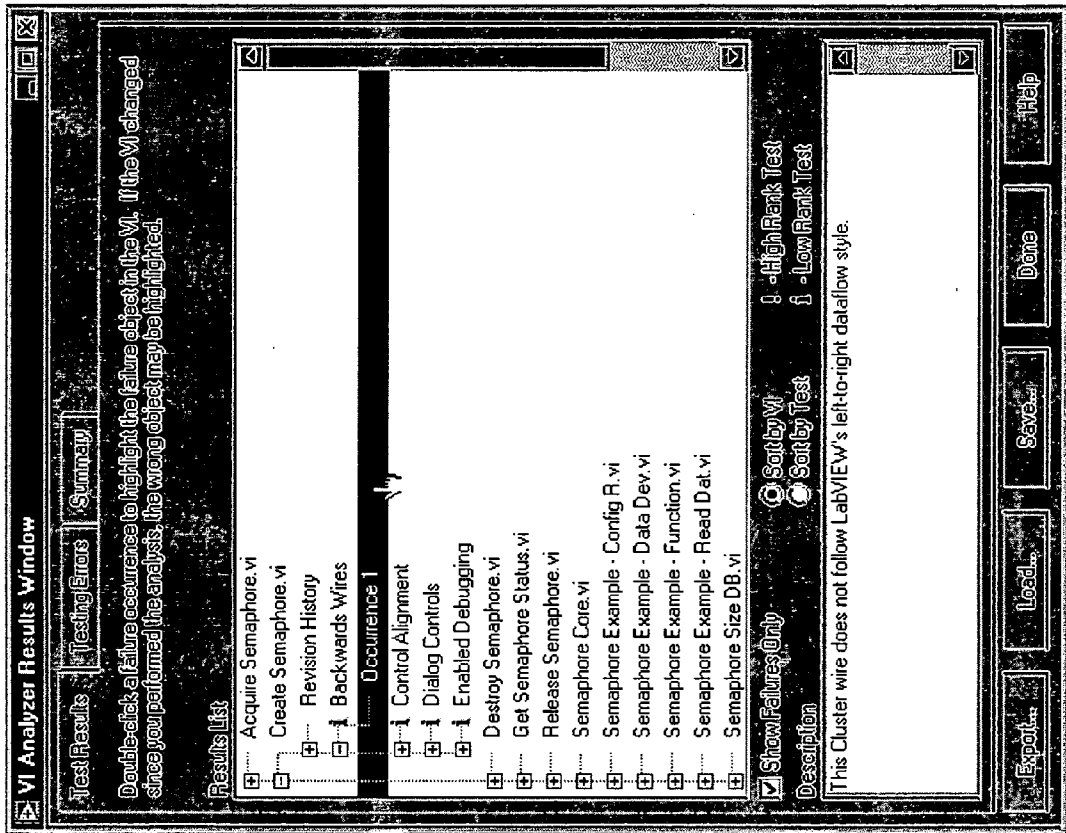 VI Analyzer Results Window
Test Results
Testing Errors
Summary
Double-click a failure occurrence to highlight the failure object in the VI. If the VI changed
since you performed the analysis, the wrong object may be highlighted.
Results List
Acquire Semaphore.vi
Create Semaphore.vi
Revision History
i Backwards Wires
Occurrence 1
i Control Alignment
i Dialog Controls
i Enabled Debugging
Destroy Semaphore.vi
Get Semaphore Status.vi
Release Semaphore.vi
Semaphore Core.vi
Semaphore Example - Config R.vi
Semaphore Example - Data Dev.vi
Semaphore Example - Function.vi
Semaphore Example - Read Dat.vi
Semaphore Size DB.vi
Show Failures Only
Sort by VI
Sort by Test
! - High Rank Test
i - Low Rank Test
Description
This Cluster wire does not follow LabVIEW's left-to-right dataflow style.
Export...
Load...
Save...
Done
Help